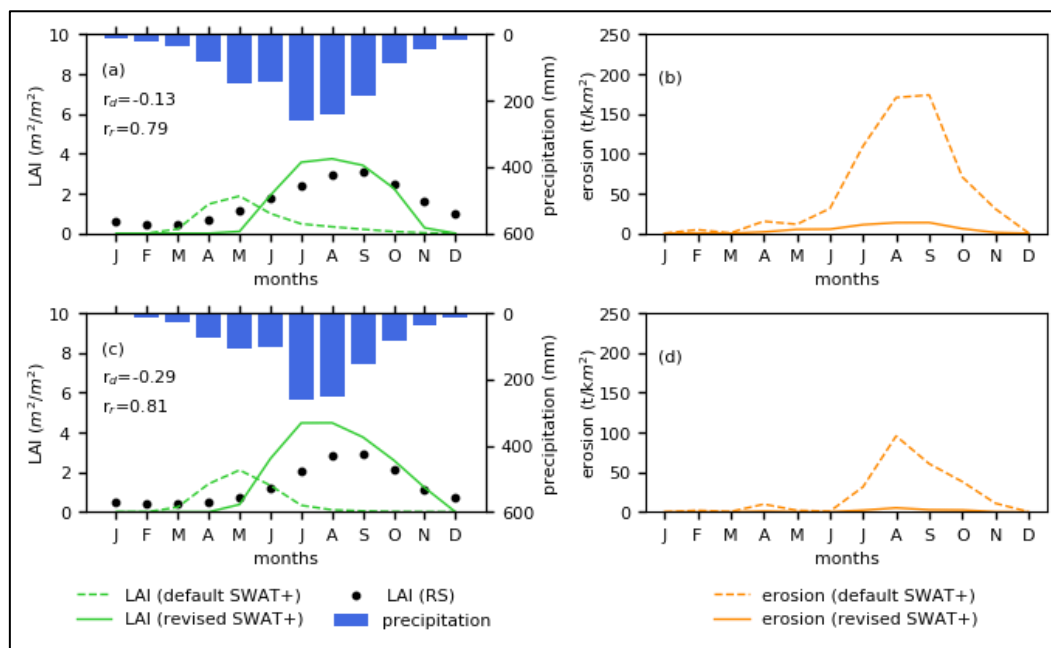 10
8
6
4
2
0
LAI (m²/m²)
(a)
r_d=-0.13
r_r=0.79
0
200
400
600
precipitation (mm)
J F M A M J J A S O N D
months
250
200
150
100
50
0
erosion (t/km²)
(b)
J F M A M J J A S O N D
months
10
8
6
4
2
0
LAI (m²/m²)
(c)
r_d=-0.29
r_r=0.81
0
200
400
600
precipitation (mm)
J F M A M J J A S O N D
months
250
200
150
100
50
0
erosion (t/km²)
(d)
J F M A M J J A S O N D
months
LAI (default SWAT+)
LAI (revised SWAT+)
LAI (RS)
precipitation
erosion (default SWAT+)
erosion (revised SWAT+)